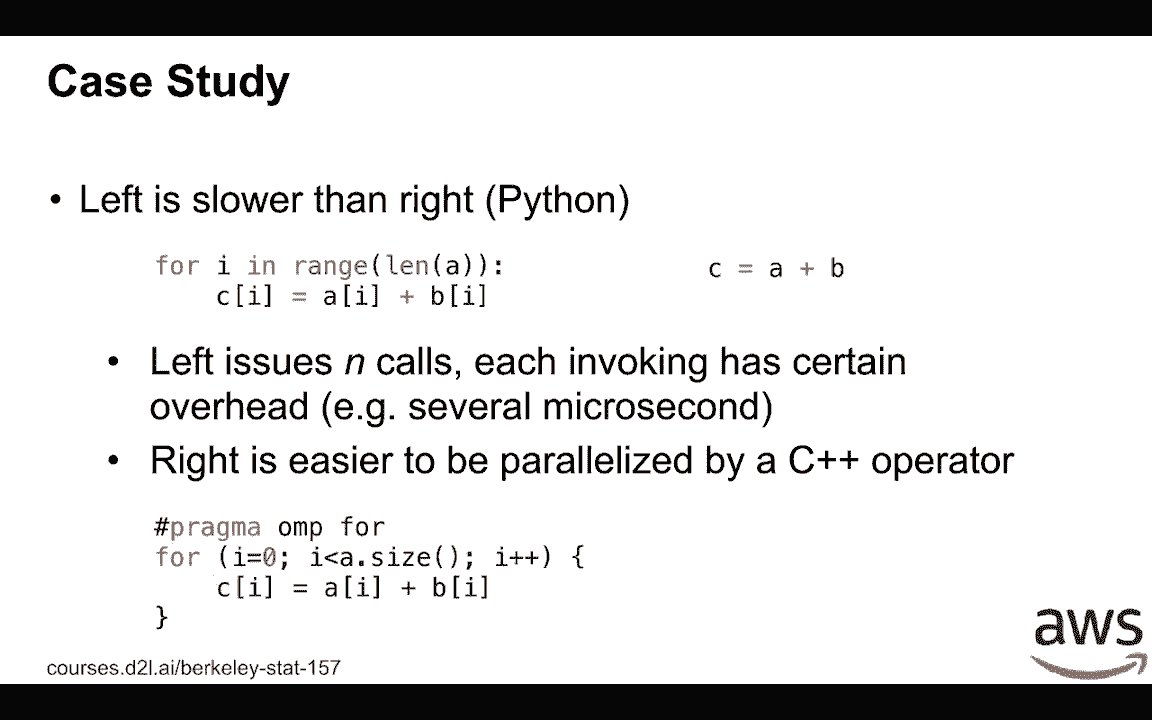 Case Study
• Left is slower than right (Python)
for i in range(len(a)):
    c[i] = a[i] + b[i]
c = a + b
• Left issues n calls, each invoking has certain
overhead (e.g. several microsecond)
• Right is easier to be parallelized by a C++ operator
#pragma omp for
for (i=0; i<a.size(); i++) {
    c[i] = a[i] + b[i]
}
aws
courses.d2l.ai/berkeley-stat-157